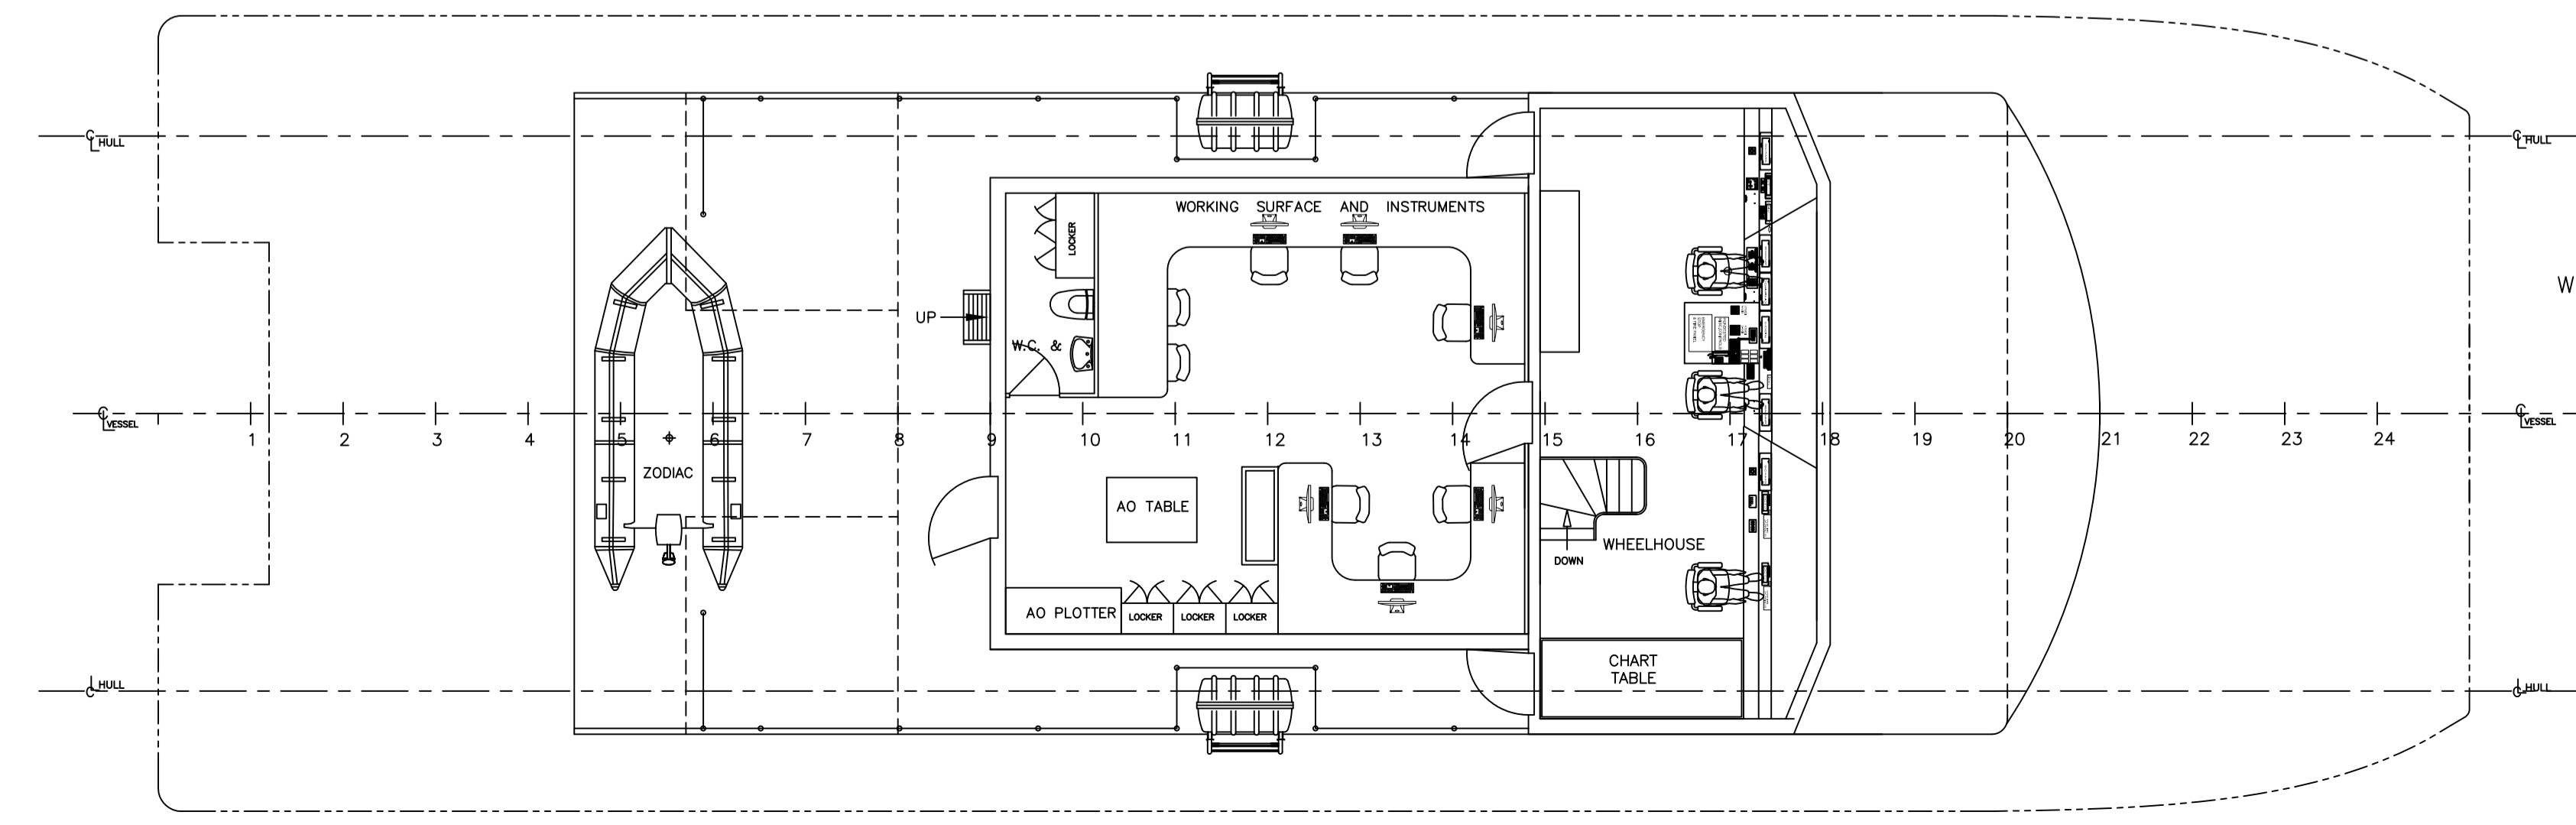 HULL
HULL
WORKING SURFACE AND INSTRUMENTS
LOCKER
W
UP
W.C. &
VESSEL
VESSEL
1 2 3 4 5 6 7 8 9 10 11 12 13 14 15 16 17 18 19 20 21 22 23 24
ZODIAC
AO TABLE
WHEELHOUSE
DOWN
AO PLOTTER
LOCKER LOCKER LOCKER
CHART
TABLE
HULL
HULL